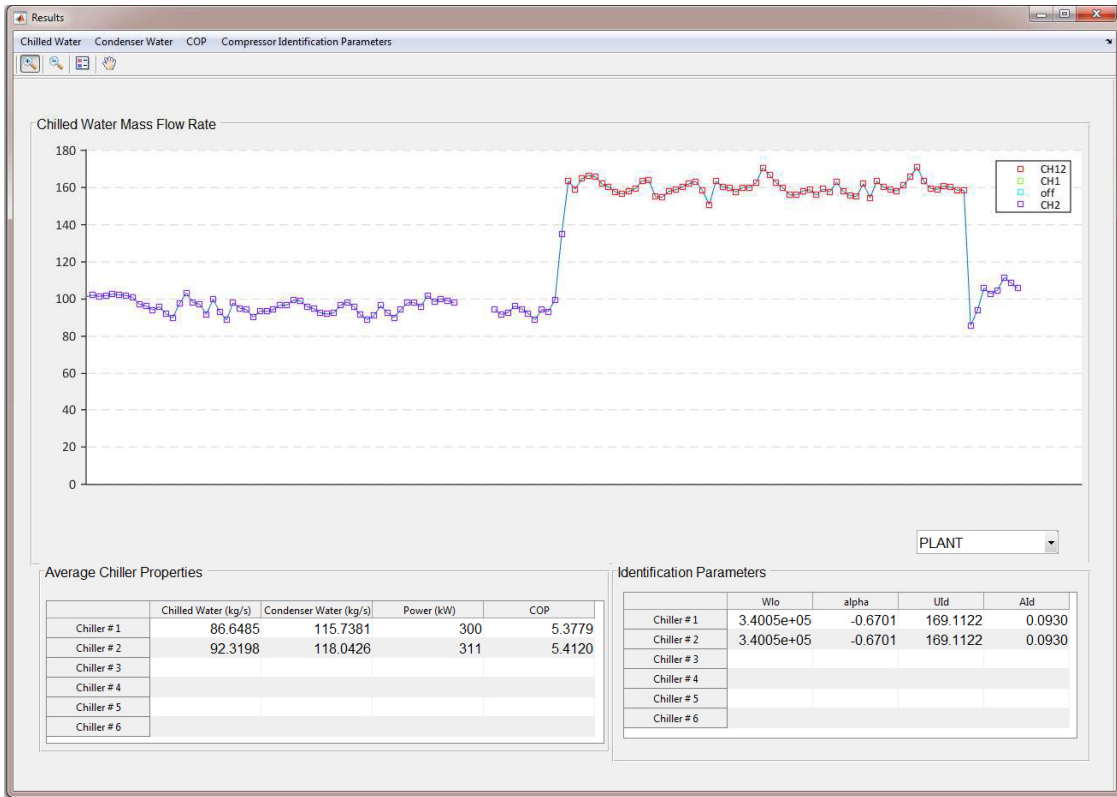 Results
Chilled Water Condenser Water COP Compressor Identification Parameters
Chilled Water Mass Flow Rate
180
160
140
120
100
80
60
40
20
0
CH12
CH1
off
CH2
PLANT
Average Chiller Properties
Chilled Water (kg/s) Condenser Water (kg/s) Power (kW) COP
Chiller # 1 86.6485 115.7381 300 5.3779
Chiller # 2 92.3198 118.0426 311 5.4120
Chiller # 3
Chiller # 4
Chiller # 5
Chiller # 6
Identification Parameters
Wlo alpha UId AId
Chiller # 1 3.4005e+05 -0.6701 169.1122 0.0930
Chiller # 2 3.4005e+05 -0.6701 169.1122 0.0930
Chiller # 3
Chiller # 4
Chiller # 5
Chiller # 6